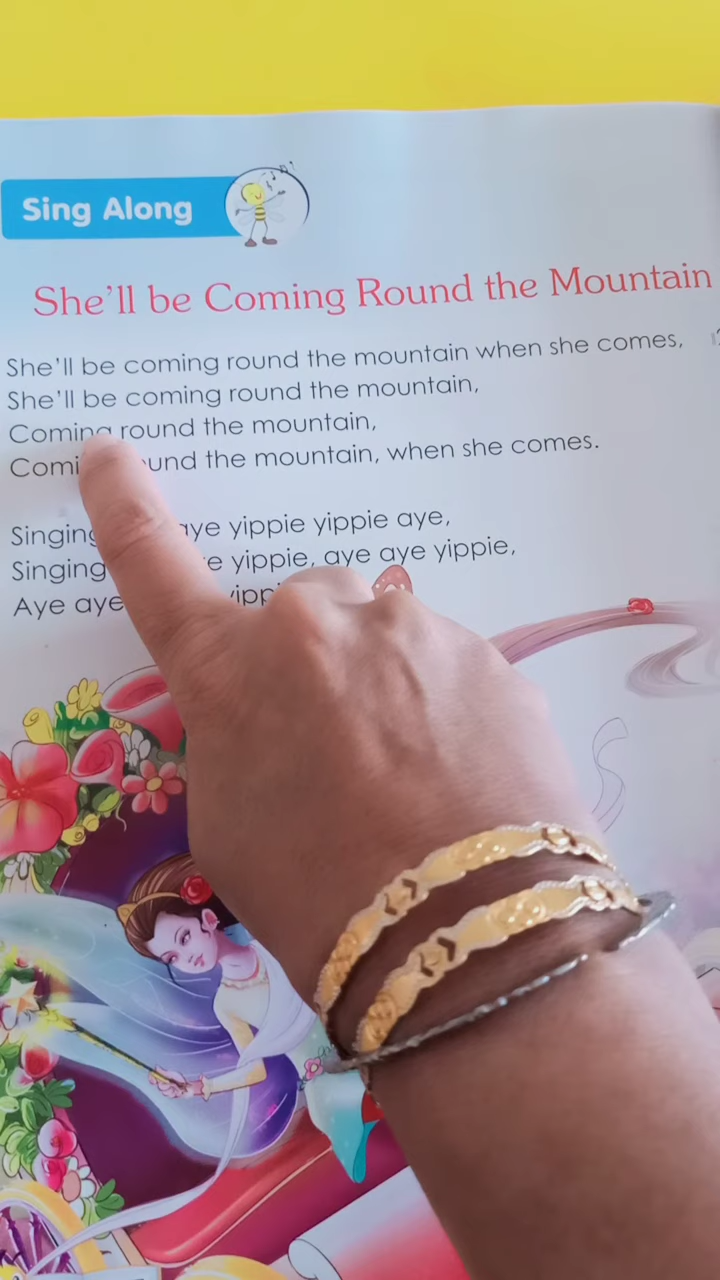 Sing Along
She'll be Coming Round the Mountain
She'll be coming round the mountain when she comes,
She'll be coming round the mountain,
Coming round the mountain,
the mountain, when she comes.
Singing aye yippie yippie aye,
Singing yippie, aye aye yippie,
Aye aye